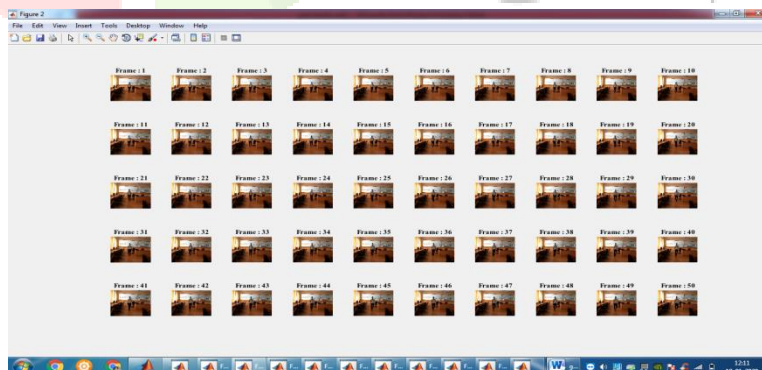 Figure 2
File Edit View Insert Tools Desktop Window Help
Frame : 1 Frame : 2 Frame : 3 Frame : 4 Frame : 5 Frame : 6 Frame : 7 Frame : 8 Frame : 9 Frame : 10
Frame : 11 Frame : 12 Frame : 13 Frame : 14 Frame : 15 Frame : 16 Frame : 17 Frame : 18 Frame : 19 Frame : 20
Frame : 21 Frame : 22 Frame : 23 Frame : 24 Frame : 25 Frame : 26 Frame : 27 Frame : 28 Frame : 29 Frame : 30
Frame : 31 Frame : 32 Frame : 33 Frame : 34 Frame : 35 Frame : 36 Frame : 37 Frame : 38 Frame : 39 Frame : 40
Frame : 41 Frame : 42 Frame : 43 Frame : 44 Frame : 45 Frame : 46 Frame : 47 Frame : 48 Frame : 49 Frame : 50
12:11